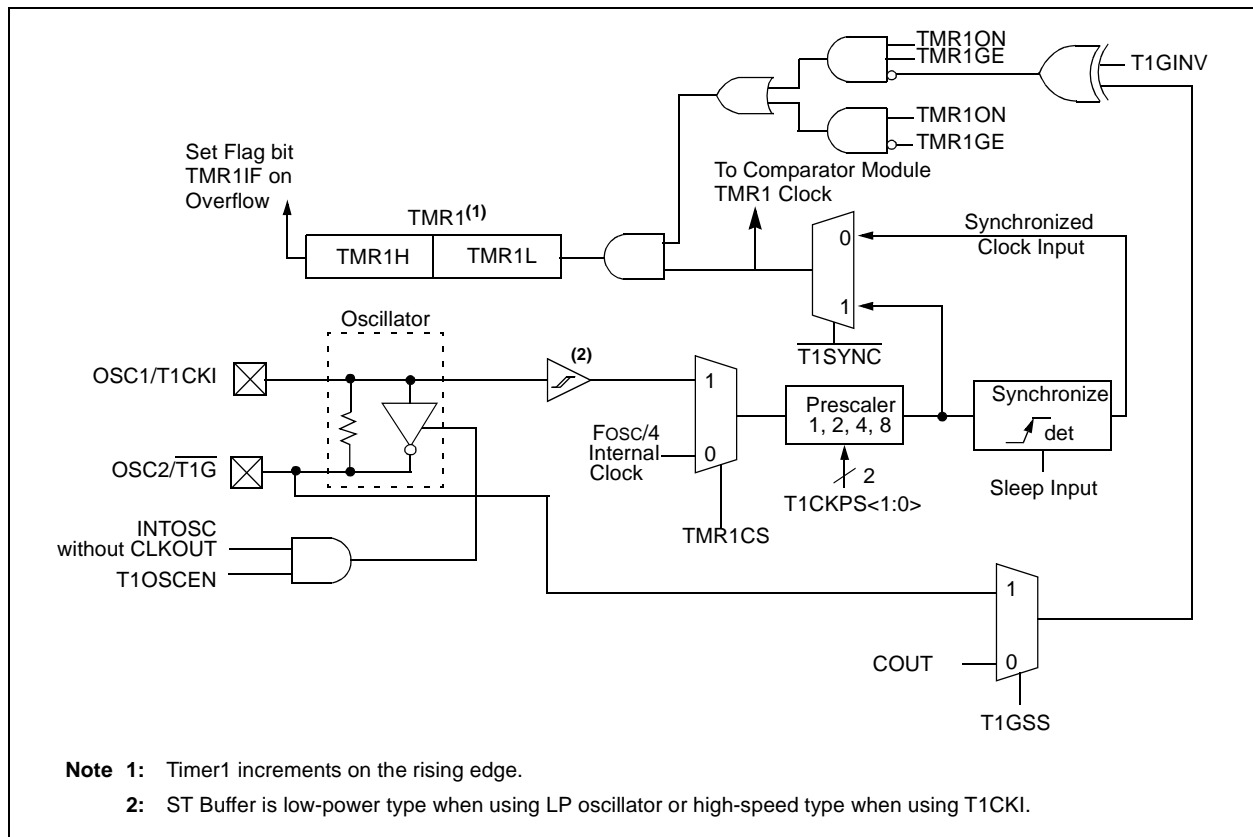 TMR1ON
TMR1GE
T1GINV
TMR1ON
TMR1GE
Set Flag bit
TMR1IF on
Overflow
To Comparator Module
TMR1 Clock
TMR1(1)
TMR1H
TMR1L
0
1
Synchronized
Clock Input
T1SYNC
Oscillator
(2)
OSC1/T1CKI
1
0
FOSC/4
Internal
Clock
Prescaler
1, 2, 4, 8
Synchronize
det
OSC2/T1G
2
T1CKPS<1:0>
Sleep Input
TMR1CS
INTOSC
without CLKOUT
T1OSCEN
1
0
COUT
T1GSS
Note 1: Timer1 increments on the rising edge.
2: ST Buffer is low-power type when using LP oscillator or high-speed type when using T1CKI.